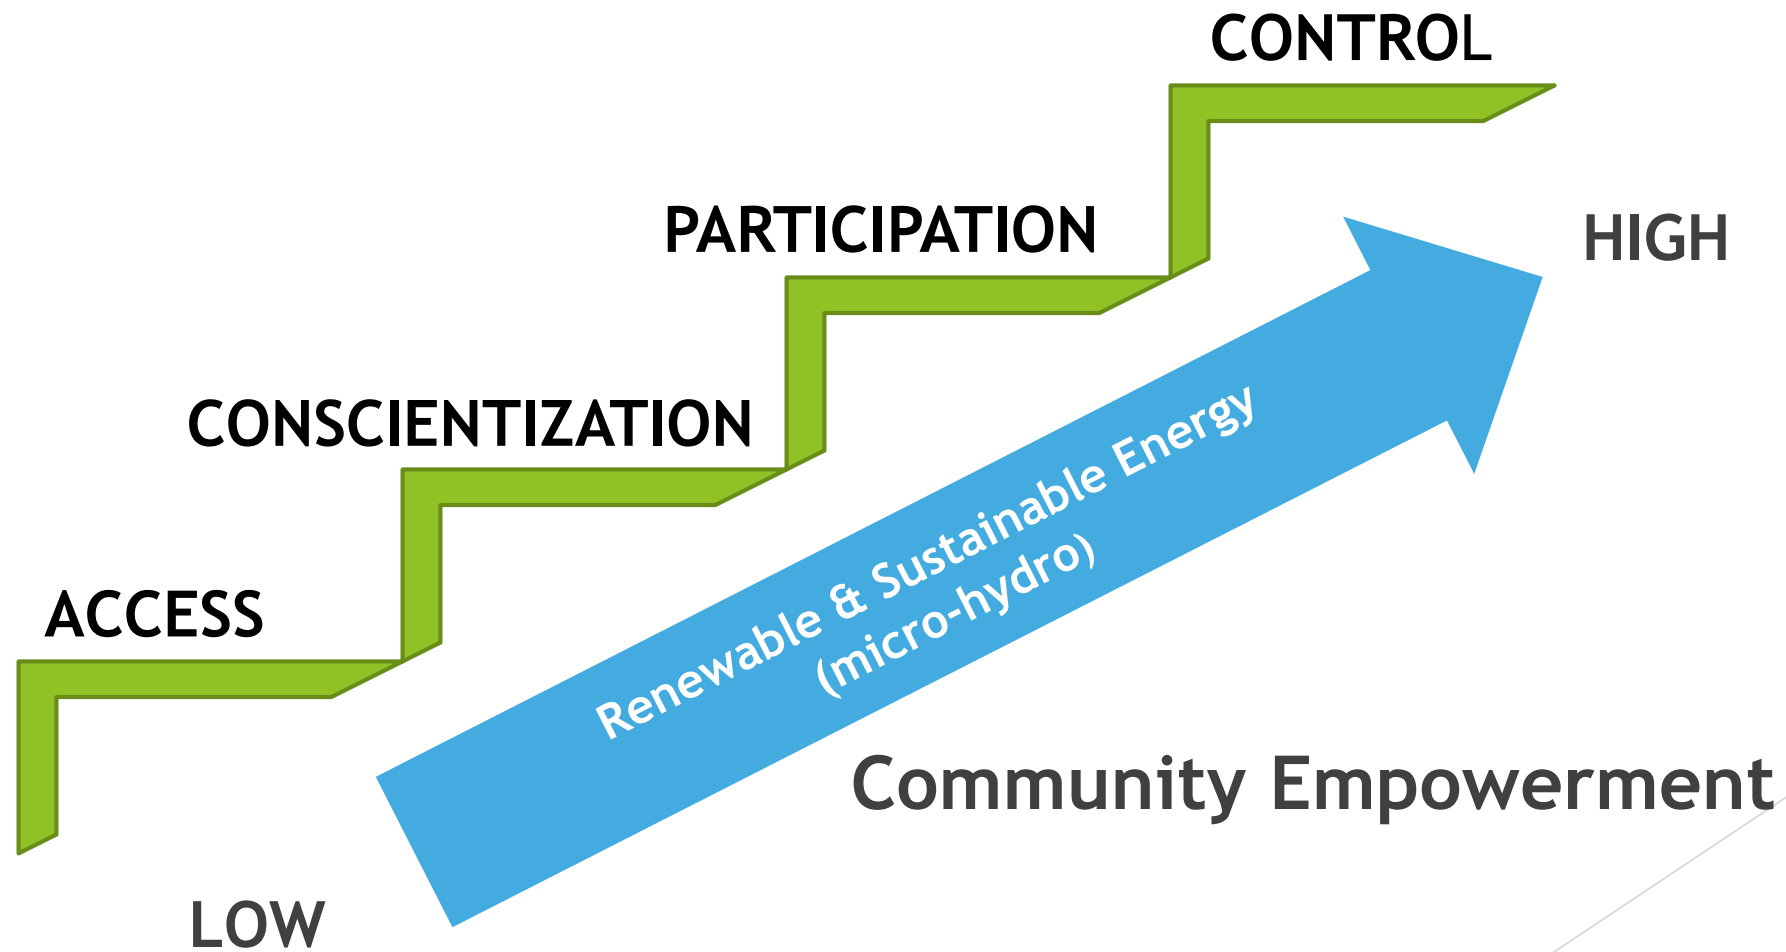 CONTROL
PARTICIPATION
HIGH
CONSCIENTIZATION
Renewable & Sustainable Energy
(micro-hydro)
ACCESS
Community Empowerment
LOW